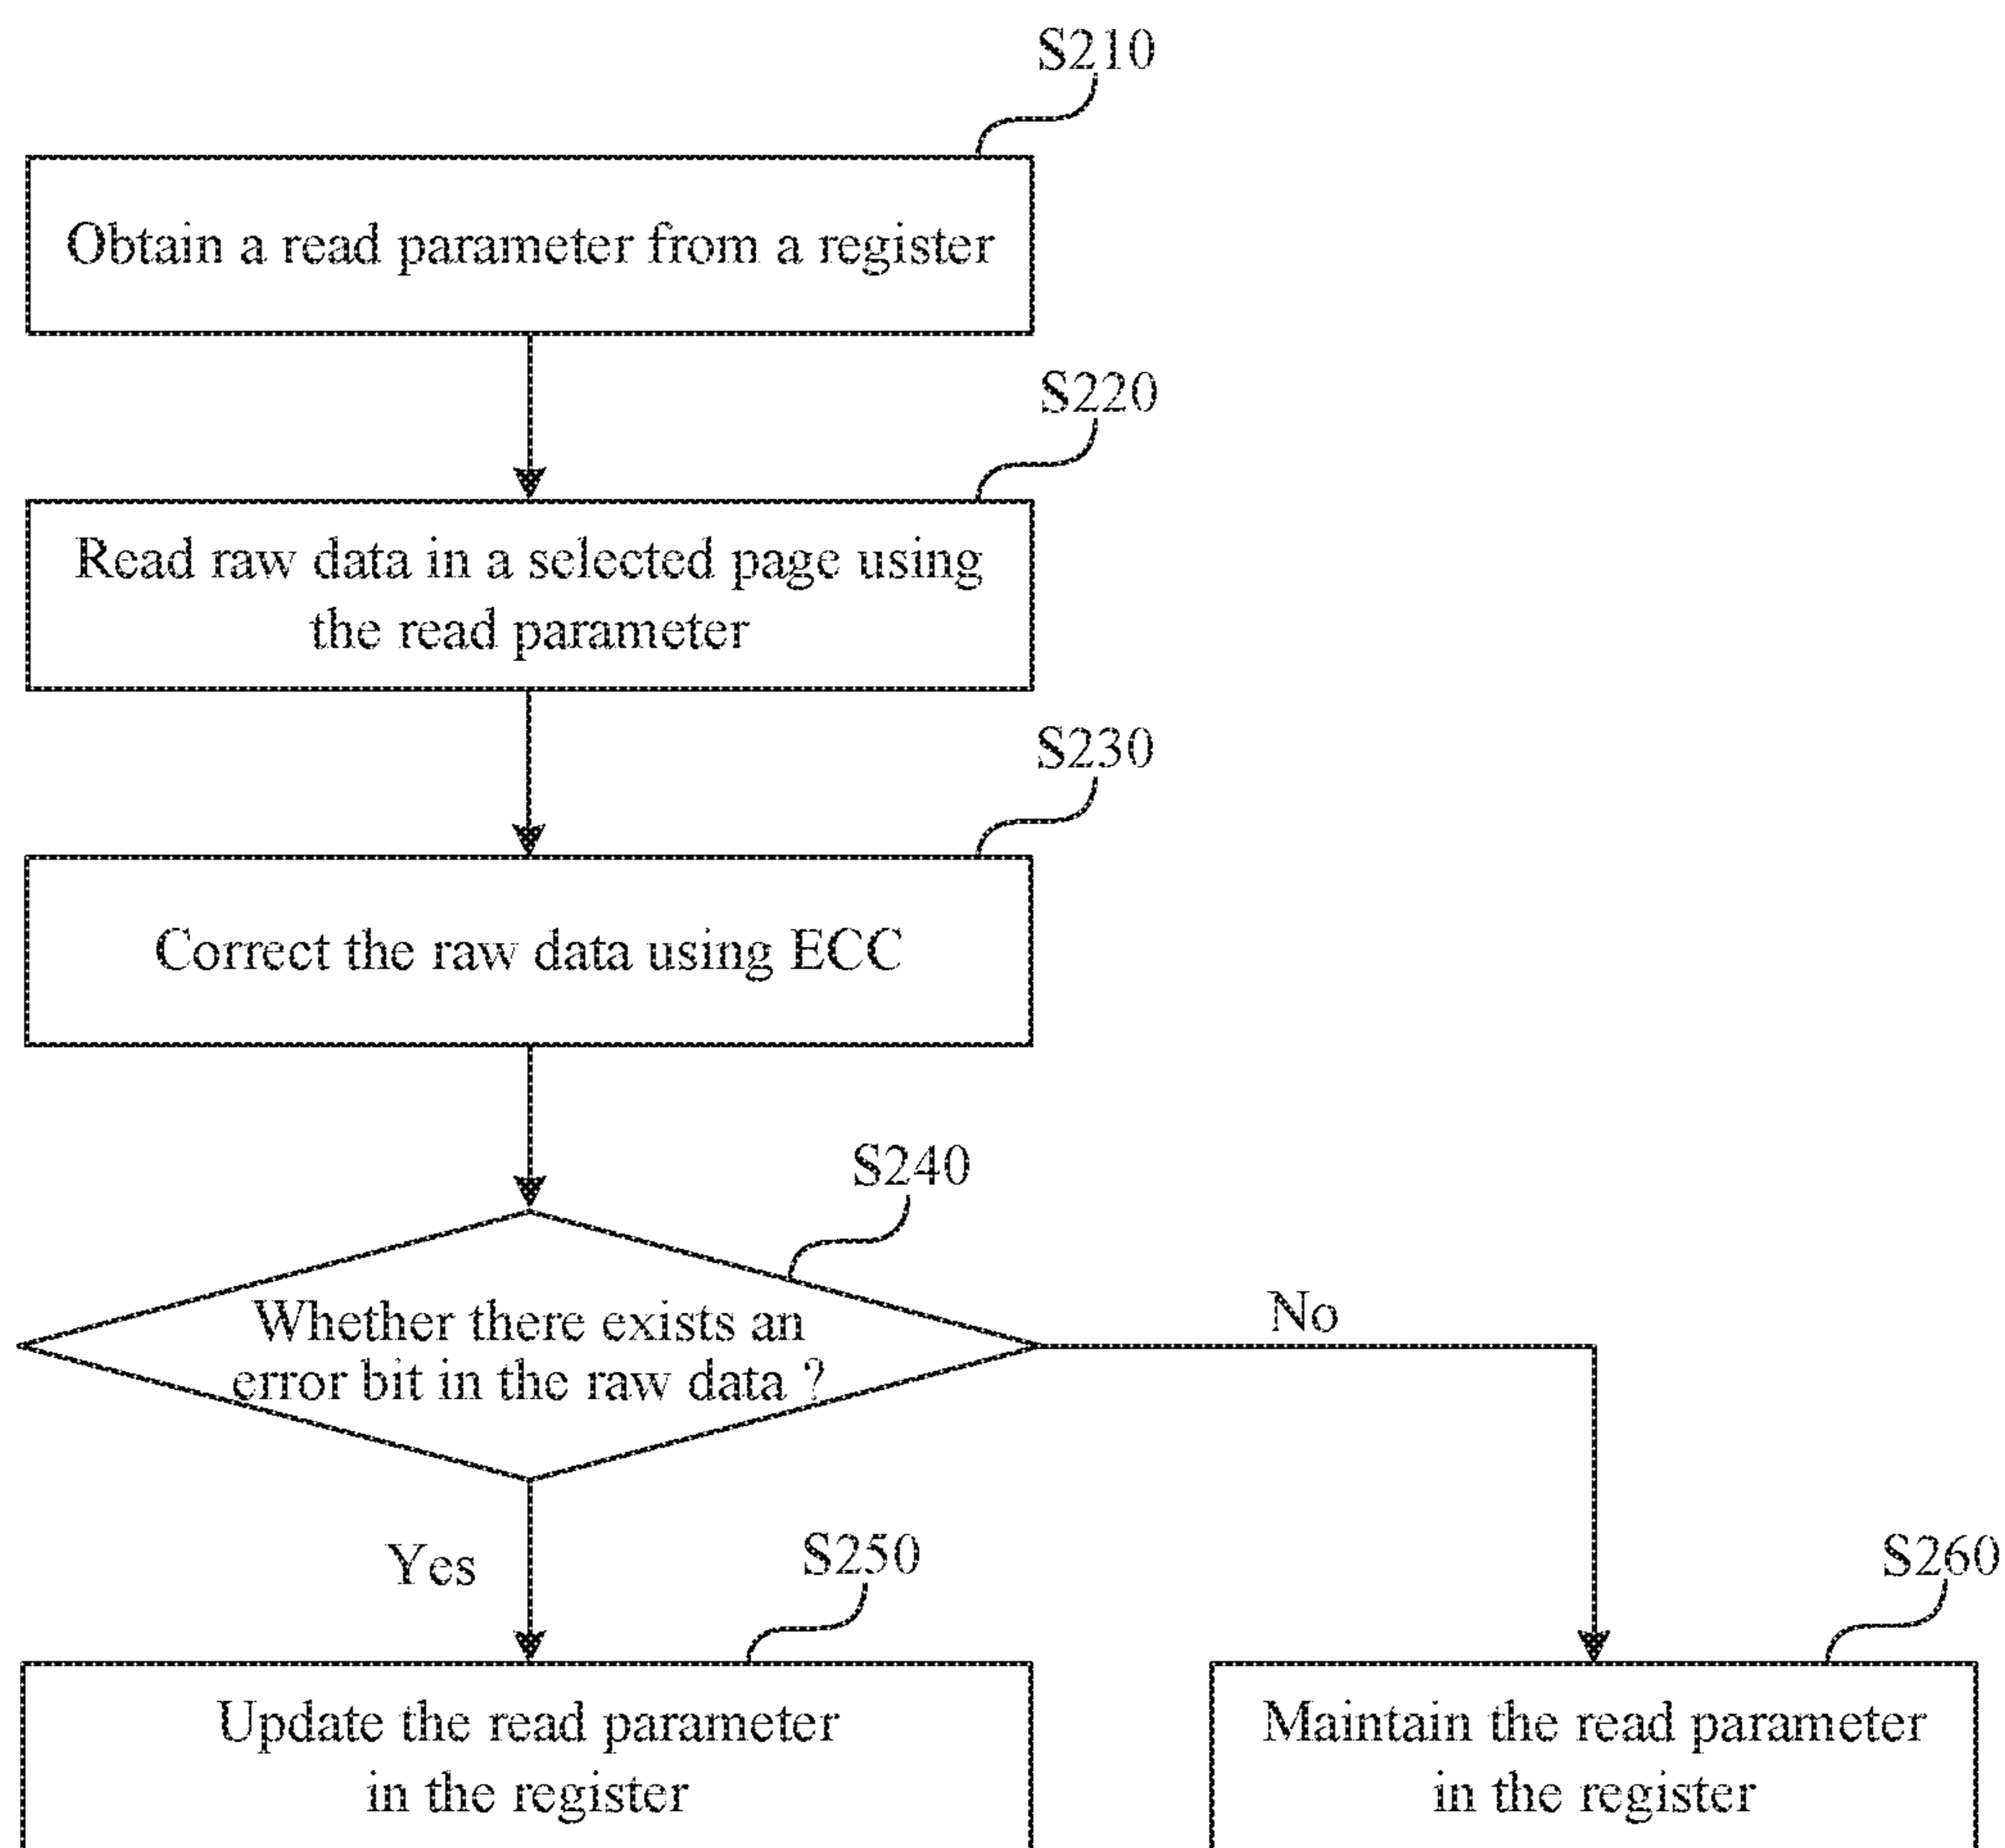 S210
Obtain a read parameter from a register
S220
Read raw data in a selected page using
the read parameter
S230
Correct the raw data using ECC
S240
Whether there exists an
error bit in the raw data ?
No
Yes
S250
S260
Update the read parameter
in the register
Maintain the read parameter
in the register